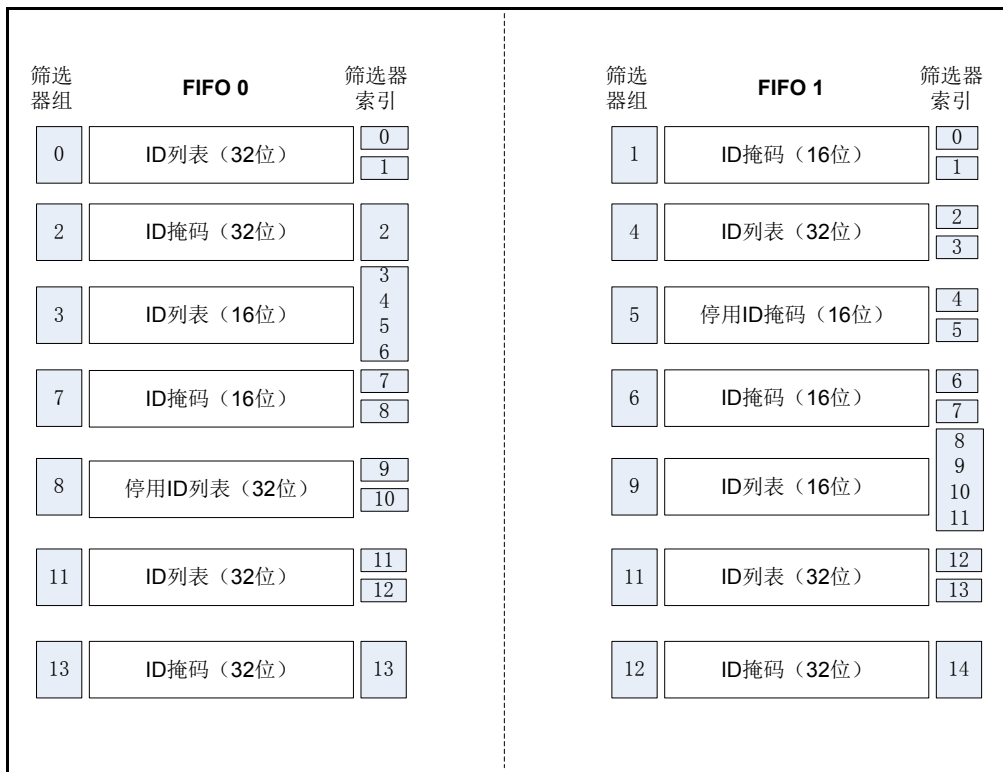 筛选
器组
FIFO 0
筛选器
索引
0
ID列表（32位）
0
1
2
ID掩码（32位）
2
3
ID列表（16位）
3
4
5
6
7
ID掩码（16位）
7
8
8
停用ID列表（32位）
9
10
11
ID列表（32位）
11
12
13
ID掩码（32位）
13
筛选
器组
FIFO 1
筛选器
索引
1
ID掩码（16位）
0
1
4
ID列表（32位）
2
3
5
停用ID掩码（16位）
4
5
6
ID掩码（16位）
6
7
9
ID列表（16位）
8
9
10
11
11
ID列表（32位）
12
13
12
ID掩码（32位）
14